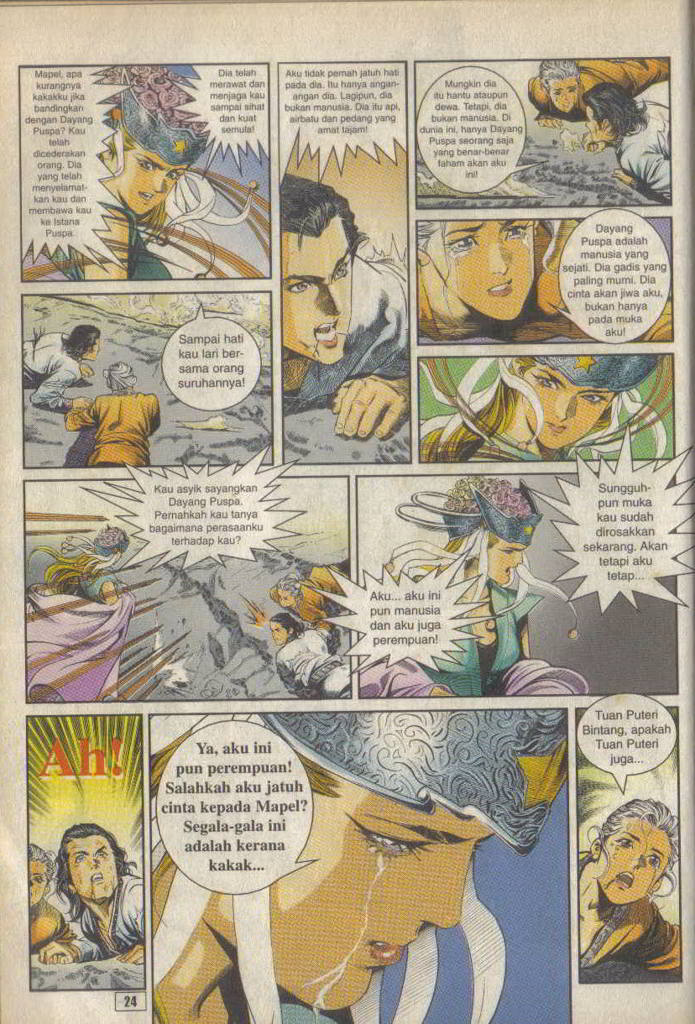 Mapel, apa
kurangnya
kakakku jika
bandingkan
dengan Dayang
Puspa? Kau
telah
dicederakan
orang. Dia
yang telah
menyelamat-
kan kau dan
membawa kau
ke Istana
Puspa.
Dia telah
merawat dan
menjaga kau
sampai sihat
dan kuat
semula!
Aku tidak pernah jatuh hati
pada dia. Itu hanya angan-
angan dia. Lagipun, dia
bukan manusia. Dia itu api,
airbatu dan pedang yang
amat tajam!
Mungkin dia
itu hantu ataupun
dewa. Tetapi, dia
bukan manusia. Di
dunia ini, hanya Dayang
Puspa seorang saja
yang benar-benar
faham akan aku
ini!
Dayang
Puspa adalah
manusia yang
sejati. Dia gadis yang
paling murni. Dia
cinta akan jiwa aku,
bukan hanya
pada muka
aku!
Sampai hati
kau lari ber-
sama orang
suruhannya!
Kau asyik sayangkan
Dayang Puspa.
Pernahkah kau tanya
bagaimana perasaanku
terhadap kau?
Aku... aku ini
pun manusia
dan aku juga
perempuan!
Sungguh-
pun muka
kau sudah
dirosakkan
sekarang. Akan
tetapi aku
tetap...
Ah!
Ya, aku ini
pun perempuan!
Salahkah aku jatuh
cinta kepada Mapel?
Segala-gala ini
adalah kerana
kakak...
Tuan Puteri
Bintang, apakah
Tuan Puteri
juga...
24